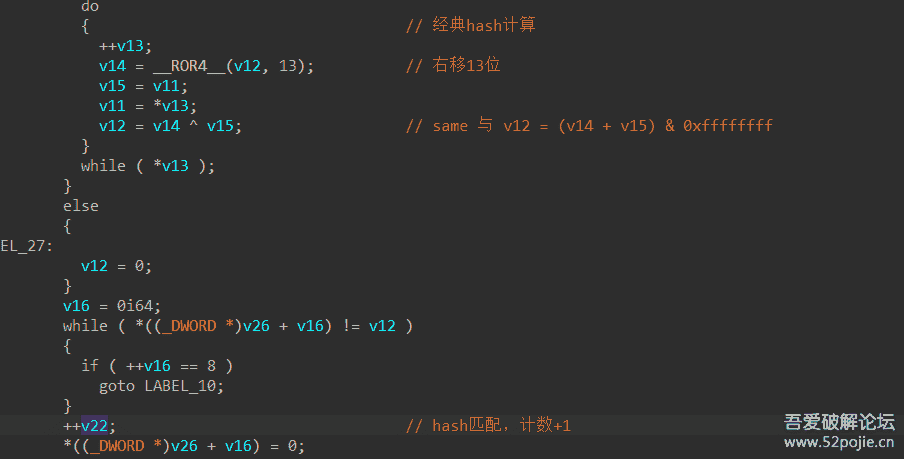 do
{ // 经典hash计算
++v13;
v14 = __ROR4__(v12, 13); // 右移13位
v15 = v11;
v11 = *v13;
v12 = v14 ^ v15; // same 与 v12 = (v14 + v15) & 0xffffffff
}
while ( *v13 );
}
else
{
EL_27:
v12 = 0;
}
v16 = 0i64;
while ( *((_DWORD *)v26 + v16) != v12 )
{
if ( ++v16 == 8 )
goto LABEL_10;
}
++v22; // hash匹配，计数+1
*((_DWORD *)v26 + v16) = 0;
吾爱破解论坛
www.52pojie.cn